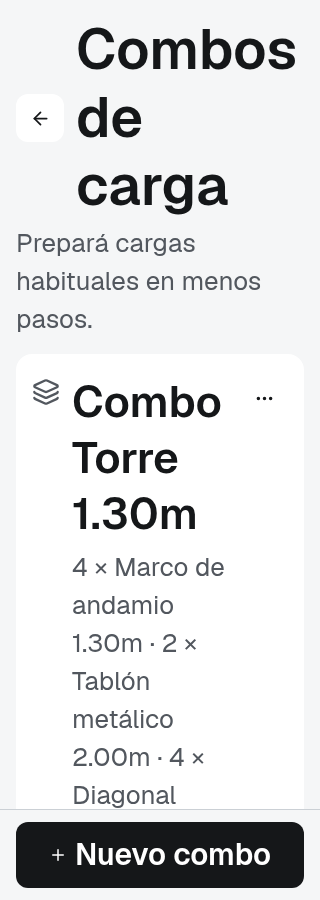 Combos
de
carga
Prepará cargas
habituales en menos
pasos.
Combo
Torre
1.30m
4 × Marco de
andamio
1.30m · 2 ×
Tablón
metálico
2.00m · 4 ×
Diagonal
+ Nuevo combo